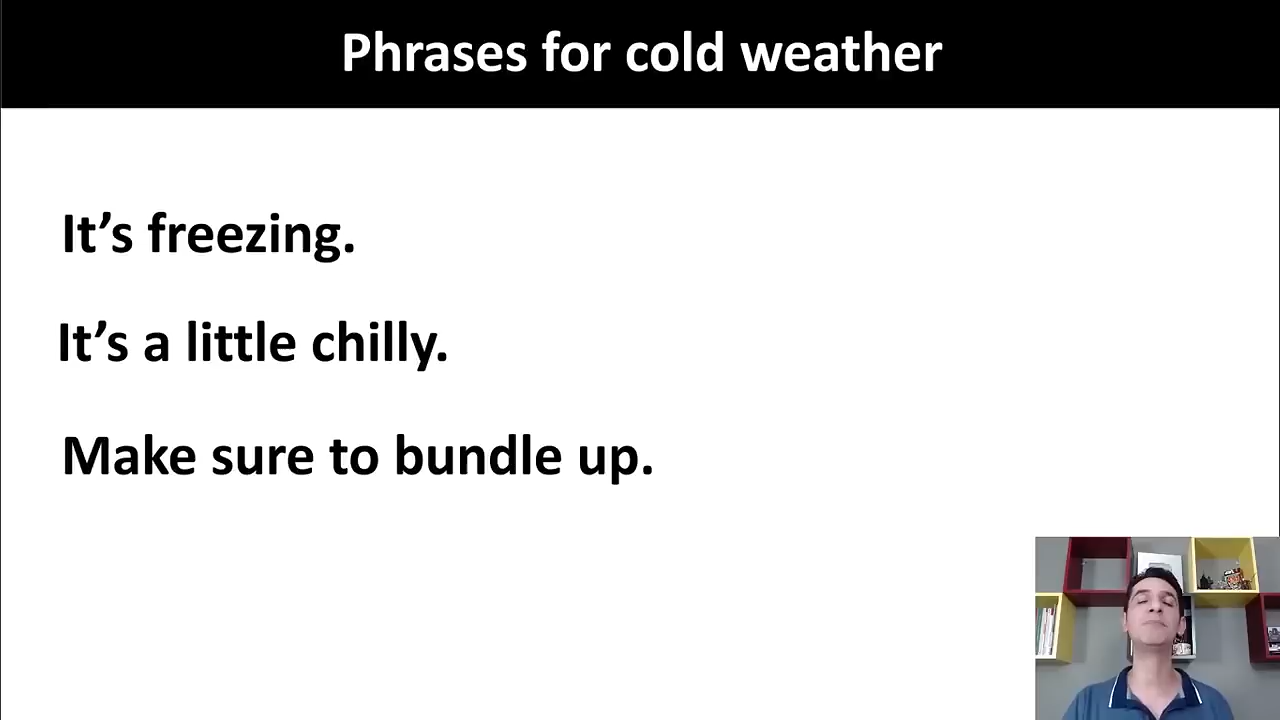 Phrases for cold weather
It’s freezing.
It’s a little chilly.
Make sure to bundle up.